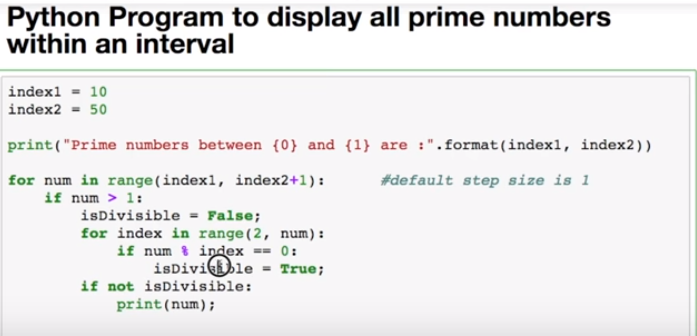 Python Program to display all prime numbers
within an interval
index1 = 10
index2 = 50
print("Prime numbers between {0} and {1} are :".format(index1, index2))
for num in range(index1, index2+1):      #default step size is 1
    if num > 1:
        isDivisible = False;
        for index in range(2, num):
            if num % index == 0:
                isDivisible = True;
        if not isDivisible:
            print(num);